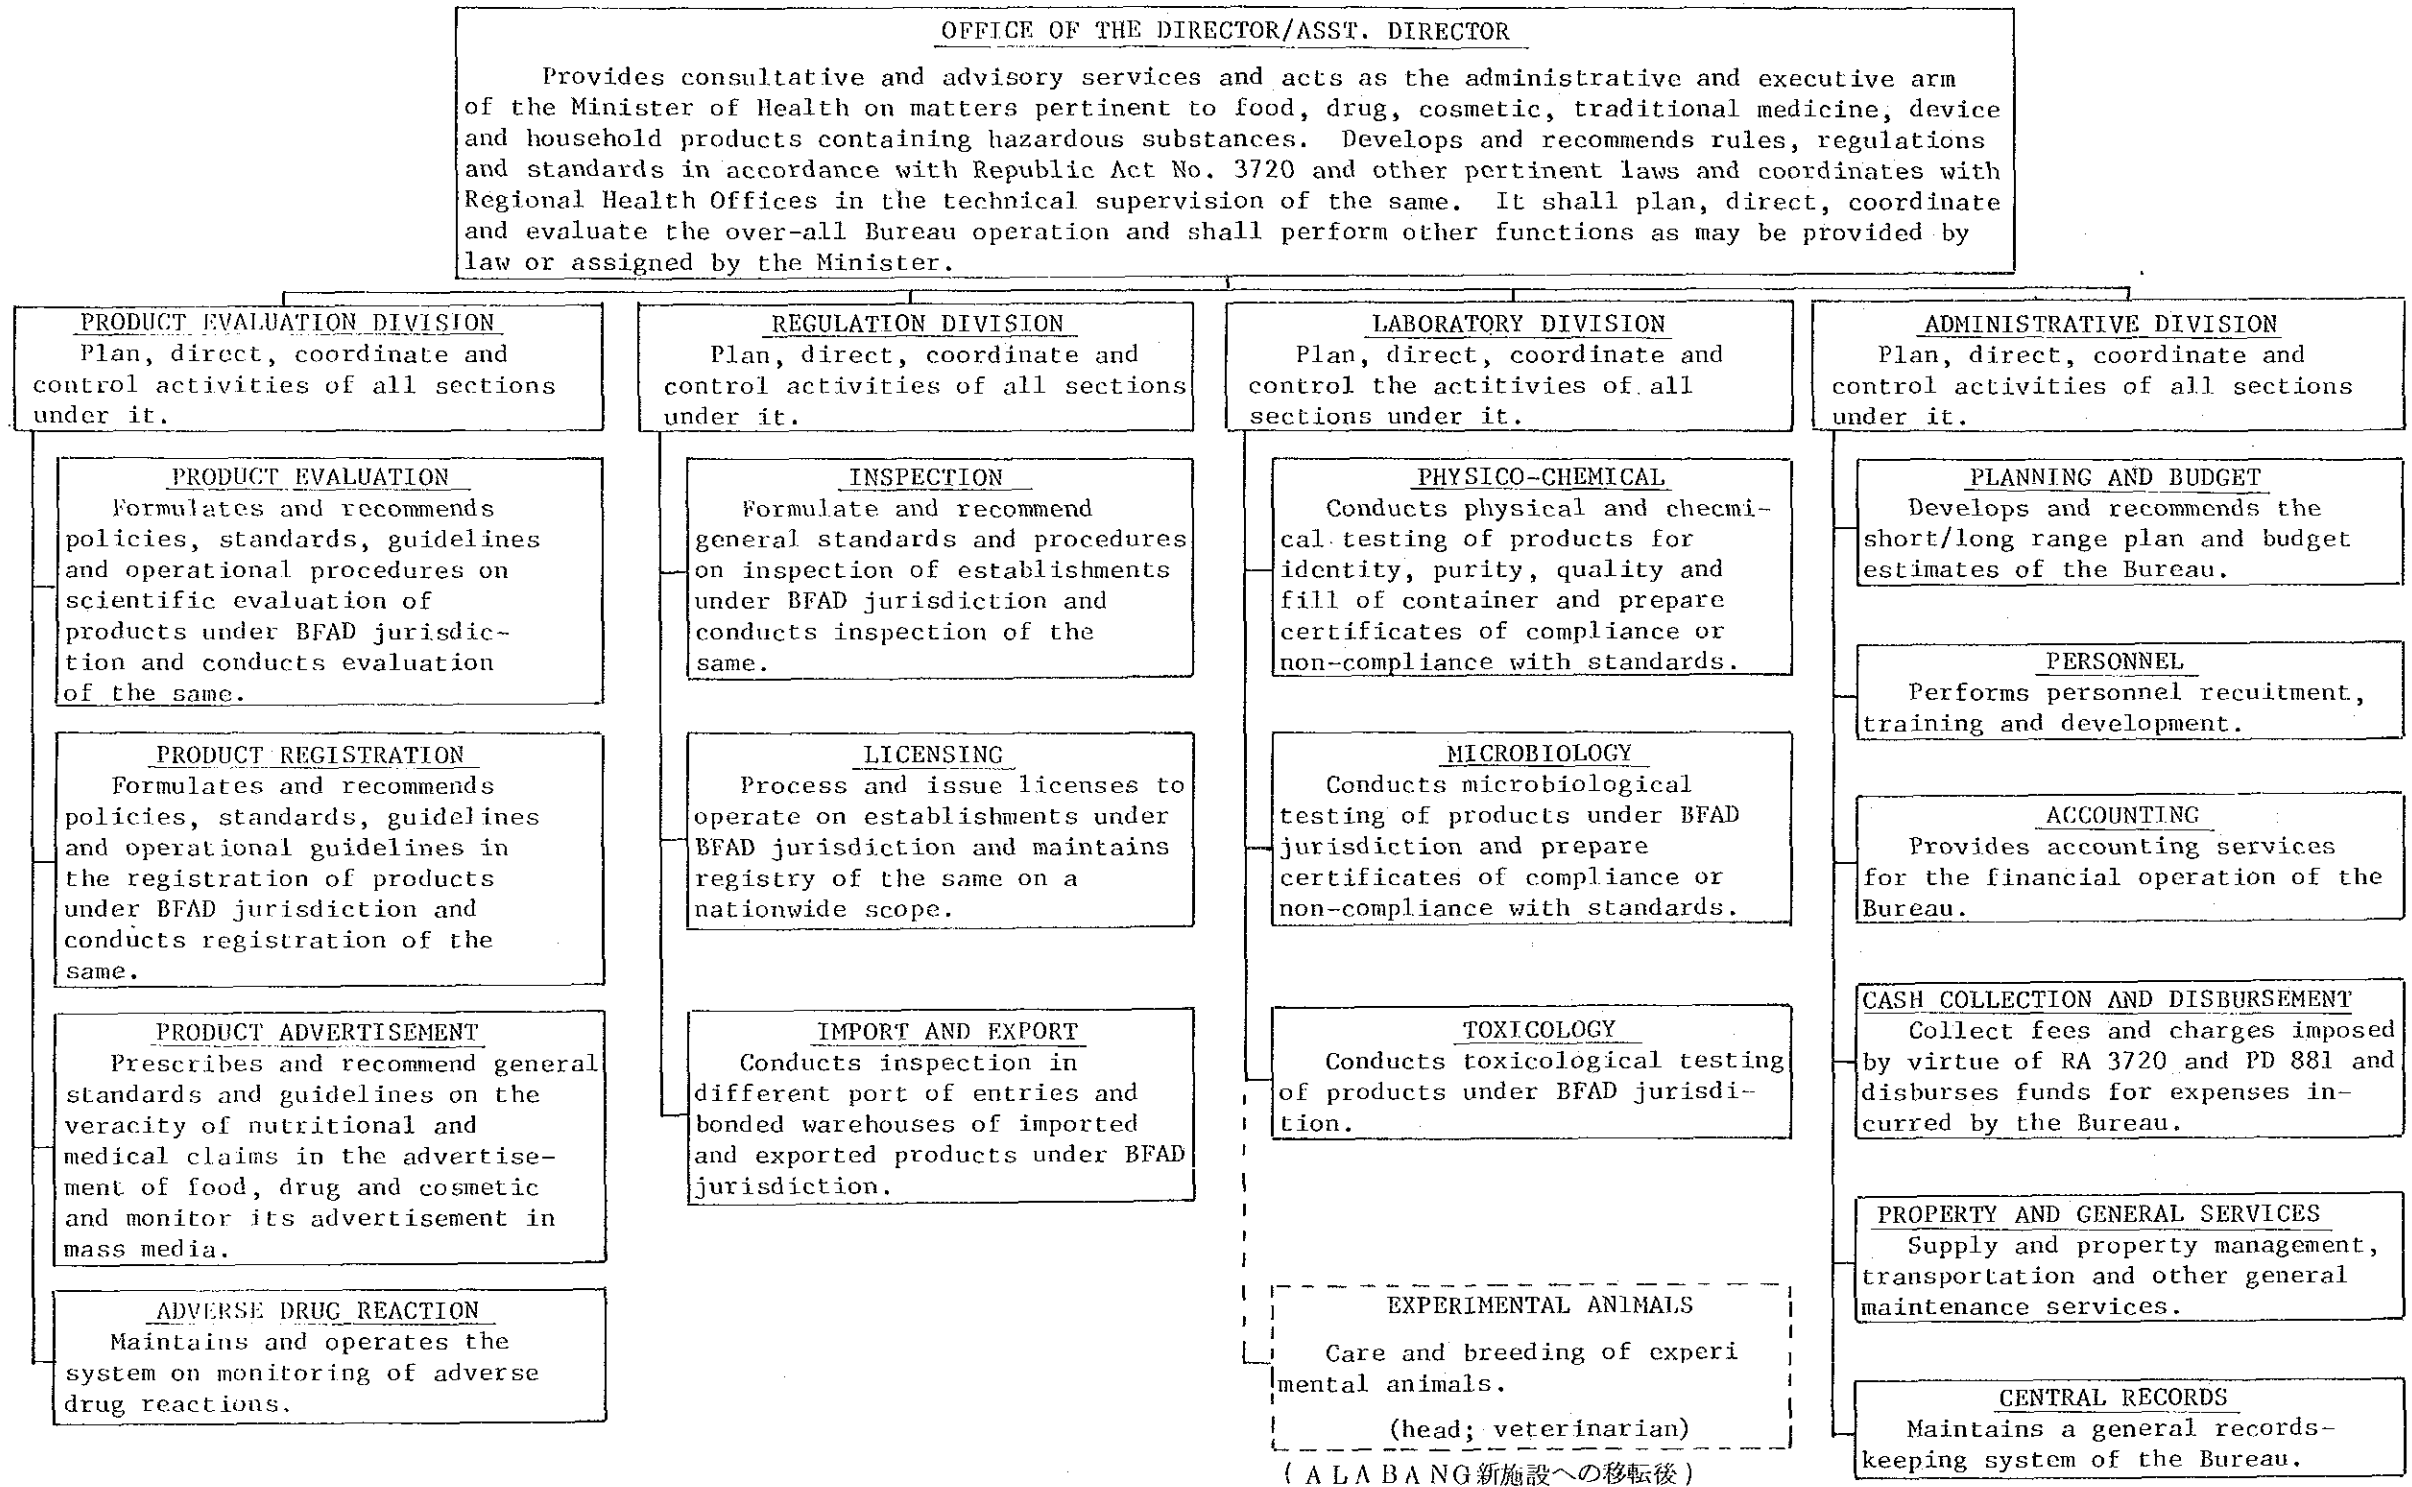 OFFICE OF THE DIRECTOR/ASST. DIRECTOR
Provides consultative and advisory services and acts as the administrative and executive arm
of the Minister of Health on matters pertinent to food, drug, cosmetic, traditional medicine, device
and household products containing hazardous substances. Develops and recommends rules, regulations
and standards in accordance with Republic Act No. 3720 and other pertinent laws and coordinates with
Regional Health Offices in the technical supervision of the same. It shall plan, direct, coordinate
and evaluate the over-all Bureau operation and shall perform other functions as may be provided by
law or assigned by the Minister.
PRODUCT EVALUATION DIVISION
Plan, direct, coordinate and
control activities of all sections
under it.
PRODUCT EVALUATION
Formulates and recommends
policies, standards, guidelines
and operational procedures on
scientific evaluation of
products under BFAD jurisdic-
tion and conducts evaluation
of the same.
PRODUCT REGISTRATION
Formulates and recommends
policies, standards, guidelines
and operational guidelines in
the registration of products
under BFAD jurisdiction and
conducts registration of the
same.
PRODUCT ADVERTISEMENT
Prescribes and recommend general
standards and guidelines on the
veracity of nutritional and
medical claims in the advertise-
ment of food, drug and cosmetic
and monitor its advertisement in
mass media.
ADVERSE DRUG REACTION
Maintains and operates the
system on monitoring of adverse
drug reactions.
REGULATION DIVISION
Plan, direct, coordinate and
control activities of all sections
under it.
INSPECTION
Formulate and recommend
general standards and procedures
on inspection of establishments
under BFAD jurisdiction and
conducts inspection of the
same.
LICENSING
Process and issue licenses to
operate on establishments under
BFAD jurisdiction and maintains
registry of the same on a
nationwide scope.
IMPORT AND EXPORT
Conducts inspection in
different port of entries and
bonded warehouses of imported
and exported products under BFAD
jurisdiction.
LABORATORY DIVISION
Plan, direct, coordinate and
control the actitivies of all
sections under it.
PHYSICO-CHEMICAL
Conducts physical and checmi-
cal testing of products for
identity, purity, quality and
fill of container and prepare
certificates of compliance or
non-compliance with standards.
MICROBIOLOGY
Conducts microbiological
testing of products under BFAD
jurisdiction and prepare
certificates of compliance or
non-compliance with standards.
TOXICOLOGY
Conducts toxicological testing
of products under BFAD jurisdi-
tion.
EXPERIMENTAL ANIMALS
Care and breeding of experi
mental animals.
(head; veterinarian)
(ALABANG新施設への移転後)
ADMINISTRATIVE DIVISION
Plan, direct, coordinate and
control activities of all sections
under it.
PLANNING AND BUDGET
Develops and recommends the
short/long range plan and budget
estimates of the Bureau.
PERSONNEL
Performs personnel recuitment,
training and development.
ACCOUNTING
Provides accounting services
for the financial operation of the
Bureau.
CASH COLLECTION AND DISBURSEMENT
Collect fees and charges imposed
by virtue of RA 3720 and PD 881 and
disburses funds for expenses in-
curred by the Bureau.
PROPERTY AND GENERAL SERVICES
Supply and property management,
transportation and other general
maintenance services.
CENTRAL RECORDS
Maintains a general records-
keeping system of the Bureau.